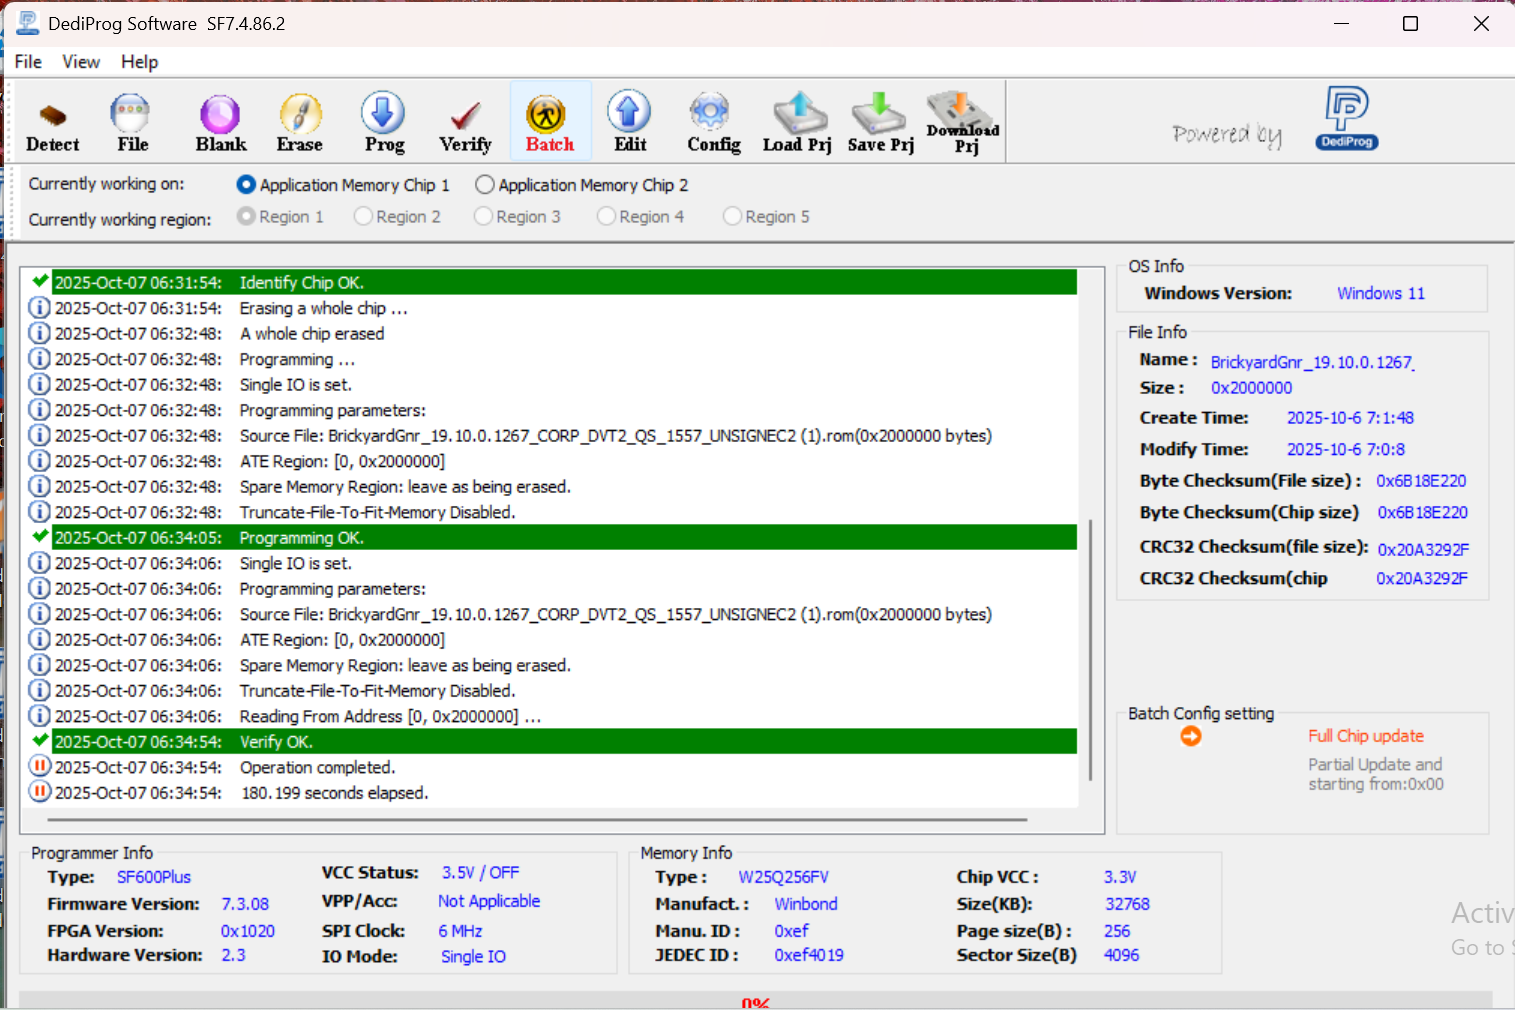 DediProg Software SF7.4.86.2
File View Help
Detect File Blank Erase Prog Verify Batch Edit Config Load Prj Save Prj Download Prj
Powered by DediProg
Currently working on: Application Memory Chip 1 Application Memory Chip 2
Currently working region: Region 1 Region 2 Region 3 Region 4 Region 5
2025-Oct-07 06:31:54: Identify Chip OK.
2025-Oct-07 06:31:54: Erasing a whole chip ...
2025-Oct-07 06:32:48: A whole chip erased
2025-Oct-07 06:32:48: Programming ...
2025-Oct-07 06:32:48: Single IO is set.
2025-Oct-07 06:32:48: Programming parameters:
2025-Oct-07 06:32:48: Source File: BrickyardGnr_19.10.0.1267_CORP_DVT2_QS_1557_UNSIGNEC2 (1).rom(0x2000000 bytes)
2025-Oct-07 06:32:48: ATE Region: [0, 0x2000000]
2025-Oct-07 06:32:48: Spare Memory Region: leave as being erased.
2025-Oct-07 06:32:48: Truncate-File-To-Fit-Memory Disabled.
2025-Oct-07 06:34:05: Programming OK.
2025-Oct-07 06:34:06: Single IO is set.
2025-Oct-07 06:34:06: Programming parameters:
2025-Oct-07 06:34:06: Source File: BrickyardGnr_19.10.0.1267_CORP_DVT2_QS_1557_UNSIGNEC2 (1).rom(0x2000000 bytes)
2025-Oct-07 06:34:06: ATE Region: [0, 0x2000000]
2025-Oct-07 06:34:06: Spare Memory Region: leave as being erased.
2025-Oct-07 06:34:06: Truncate-File-To-Fit-Memory Disabled.
2025-Oct-07 06:34:06: Reading From Address [0, 0x2000000] ...
2025-Oct-07 06:34:54: Verify OK.
2025-Oct-07 06:34:54: Operation completed.
2025-Oct-07 06:34:54: 180.199 seconds elapsed.
OS Info
Windows Version: Windows 11
File Info
Name : BrickyardGnr_19.10.0.1267_
Size : 0x2000000
Create Time: 2025-10-6 7:1:48
Modify Time: 2025-10-6 7:0:8
Byte Checksum(File size) : 0x6B18E220
Byte Checksum(Chip size) 0x6B18E220
CRC32 Checksum(file size): 0x20A3292F
CRC32 Checksum(chip 0x20A3292F
Batch Config setting
Full Chip update
Partial Update and
starting from:0x00
Programmer Info
Type: SF600Plus
Firmware Version: 7.3.08
FPGA Version: 0x1020
Hardware Version: 2.3
VCC Status: 3.5V / OFF
VPP/Acc: Not Applicable
SPI Clock: 6 MHz
IO Mode: Single IO
Memory Info
Type : W25Q256FV
Manufact. : Winbond
Manu. ID : 0xef
JEDEC ID : 0xef4019
Chip VCC : 3.3V
Size(KB): 32768
Page size(B) : 256
Sector Size(B) 4096
Activ
Go to S
0%